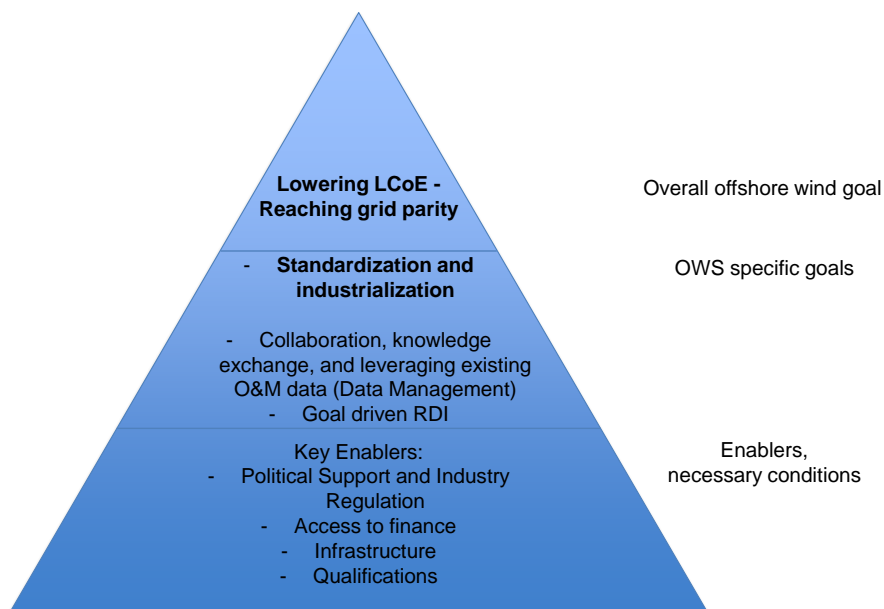 Lowering LCoE -
Reaching grid parity
Overall offshore wind goal
- Standardization and
industrialization
OWS specific goals
- Collaboration, knowledge
exchange, and leveraging existing
O&M data (Data Management)
- Goal driven RDI
Key Enablers:
- Political Support and Industry
Regulation
- Access to finance
- Infrastructure
- Qualifications
Enablers,
necessary conditions